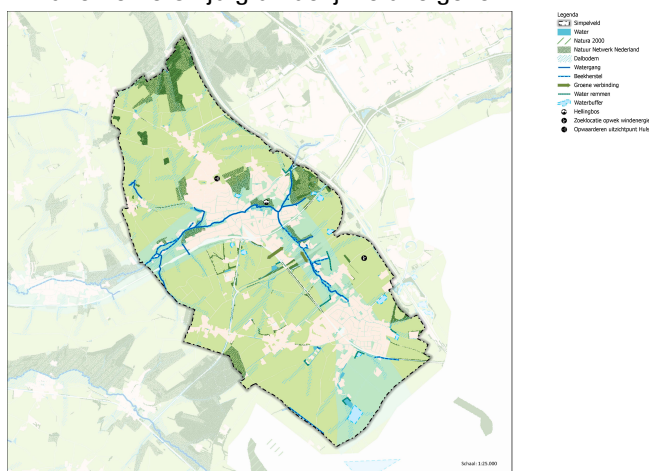 Legenda
Simpelveld
Water
Natura 2000
Natuur Netwerk Nederland
Dalbodem
Watergang
Beekherstel
Groene verbinding
Water remmen
Waterbuffer
Hellingbos
Zoeklocatie opwek windenergie
Opwaarderen uitzichtpunt Huls
Schaal: 1:25.000